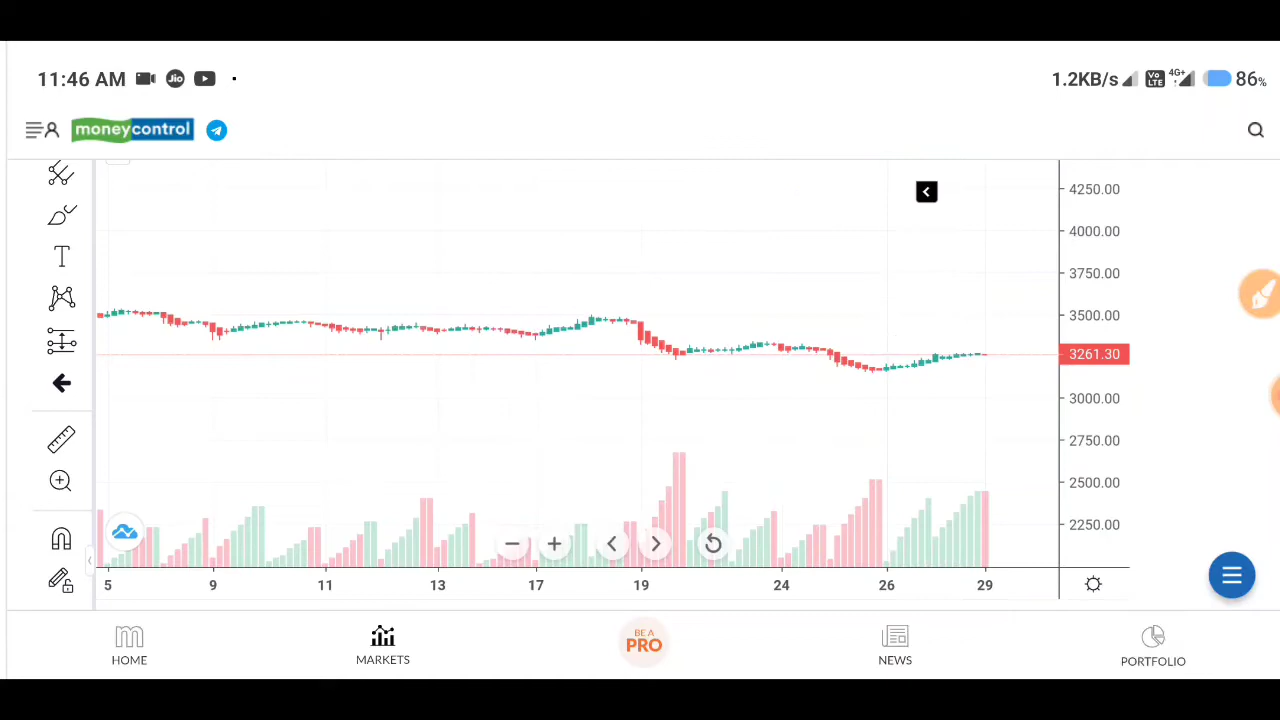 11:46 AM Jio 1.2KB/s Vo LTE 4G+ 86%
moneycontrol
4250.00
4000.00
3750.00
3500.00
3261.30
3000.00
2750.00
2500.00
2250.00
5 9 11 13 17 19 24 26 29
HOME MARKETS BE A PRO NEWS PORTFOLIO